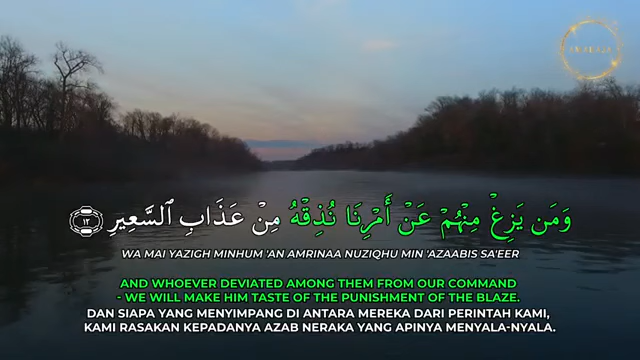 وَمَن يَزِغْ مِنْهُمْ عَنْ أَمْرِنَا نُذِقْهُ مِنْ عَذَابِ ٱلسَّعِيرِ ١٢
WA MAI YAZIGH MINHUM 'AN AMRINAA NUZIQHU MIN 'AZAABIS SA'EER
AND WHOEVER DEVIATED AMONG THEM FROM OUR COMMAND
- WE WILL MAKE HIM TASTE OF THE PUNISHMENT OF THE BLAZE.
DAN SIAPA YANG MENYIMPANG DI ANTARA MEREKA DARI PERINTAH KAMI,
KAMI RASAKAN KEPADANYA AZAB NERAKA YANG APINYA MENYALA-NYALA.